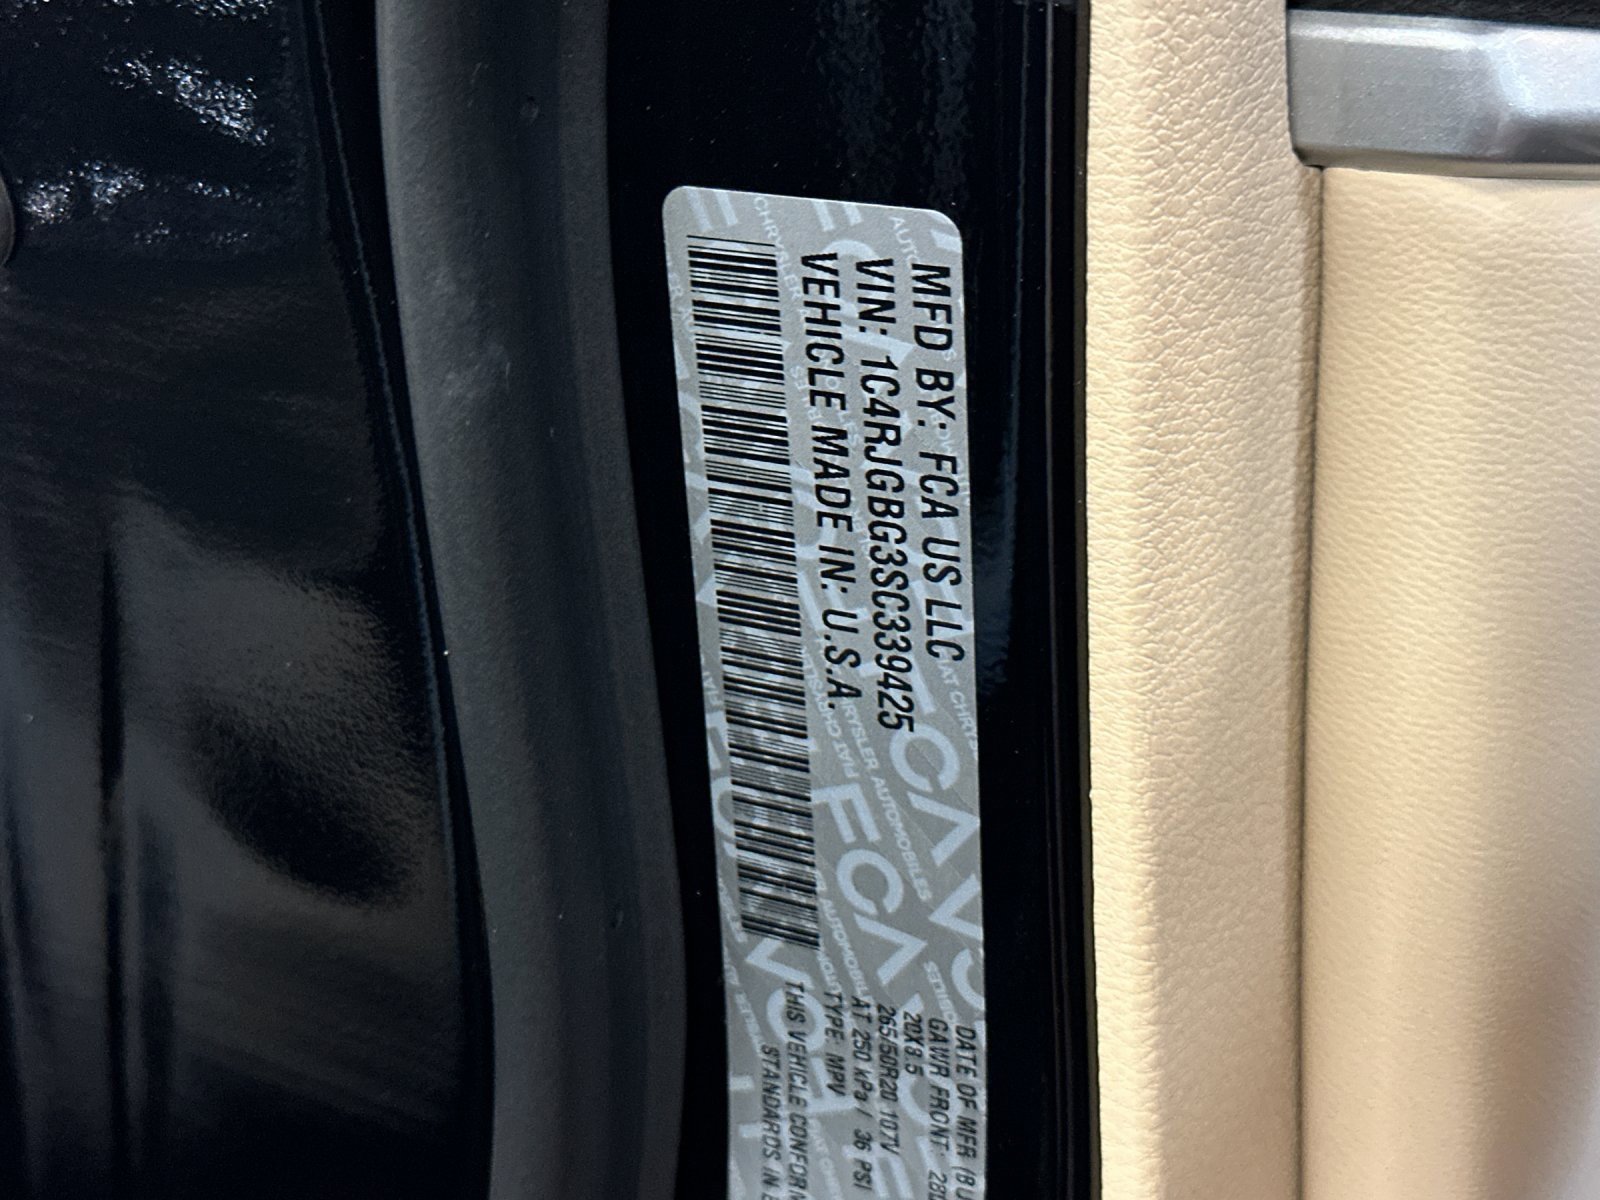 MFD BY: FCA US LLC
VIN: 1C4RJGBG3SC339425
VEHICLE MADE IN: U.S.A.
DATE OF MFR
GAWR FRONT:
20X8.5
265/50R20 107V
AT 250 kPa / 36 PSI
TYPE: MPV
THIS VEHICLE
STANDARDS IN